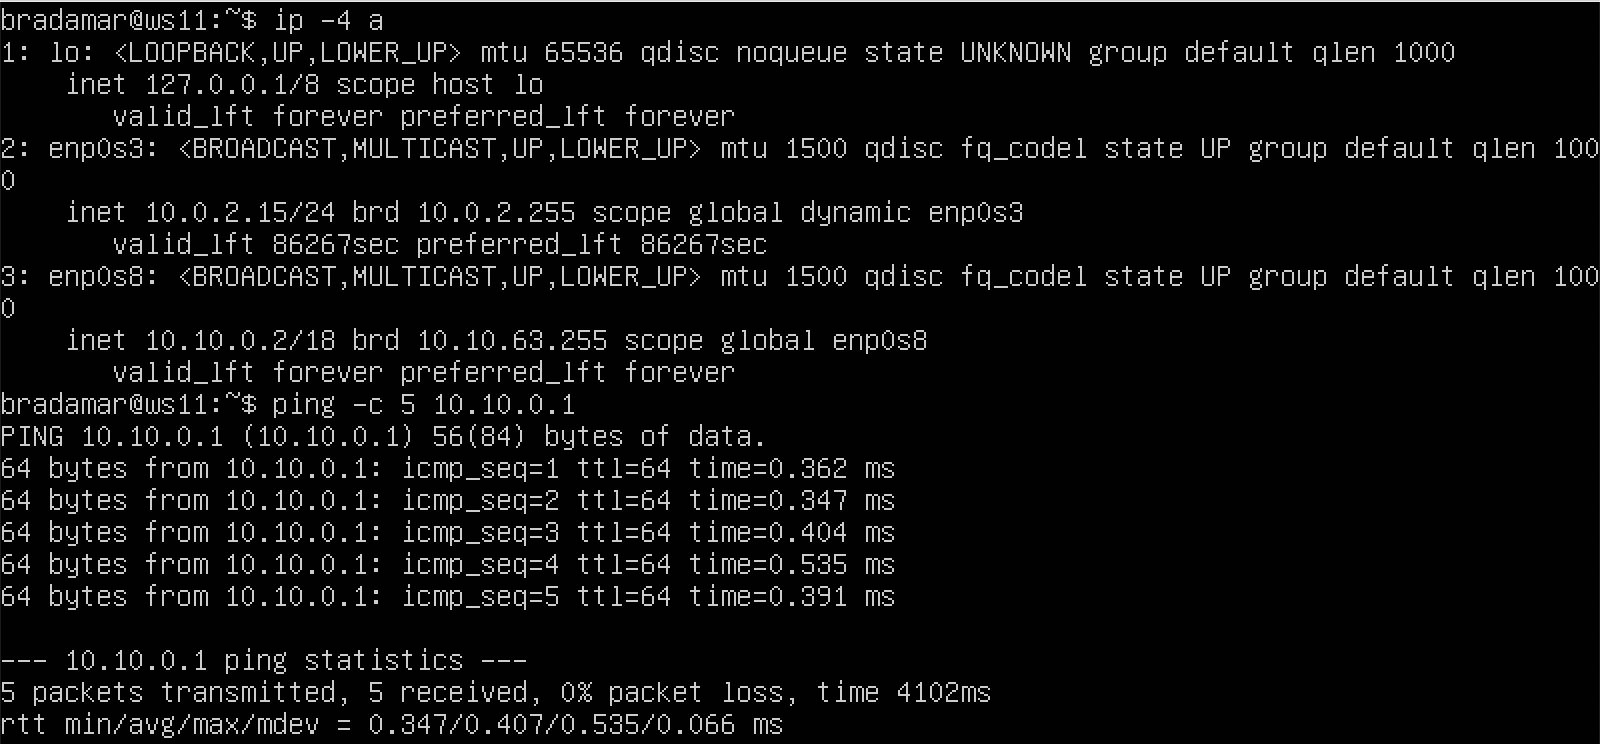 bradamar@ws11:~$ ip -4 a
1: lo: <LOOPBACK,UP,LOWER_UP> mtu 65536 qdisc noqueue state UNKNOWN group default qlen 1000
    inet 127.0.0.1/8 scope host lo
       valid_lft forever preferred_lft forever
2: enp0s3: <BROADCAST,MULTICAST,UP,LOWER_UP> mtu 1500 qdisc fq_codel state UP group default qlen 100
0
    inet 10.0.2.15/24 brd 10.0.2.255 scope global dynamic enp0s3
       valid_lft 86267sec preferred_lft 86267sec
3: enp0s8: <BROADCAST,MULTICAST,UP,LOWER_UP> mtu 1500 qdisc fq_codel state UP group default qlen 100
0
    inet 10.10.0.2/18 brd 10.10.63.255 scope global enp0s8
       valid_lft forever preferred_lft forever
bradamar@ws11:~$ ping -c 5 10.10.0.1
PING 10.10.0.1 (10.10.0.1) 56(84) bytes of data.
64 bytes from 10.10.0.1: icmp_seq=1 ttl=64 time=0.362 ms
64 bytes from 10.10.0.1: icmp_seq=2 ttl=64 time=0.347 ms
64 bytes from 10.10.0.1: icmp_seq=3 ttl=64 time=0.404 ms
64 bytes from 10.10.0.1: icmp_seq=4 ttl=64 time=0.535 ms
64 bytes from 10.10.0.1: icmp_seq=5 ttl=64 time=0.391 ms
--- 10.10.0.1 ping statistics ---
5 packets transmitted, 5 received, 0% packet loss, time 4102ms
rtt min/avg/max/mdev = 0.347/0.407/0.535/0.066 ms